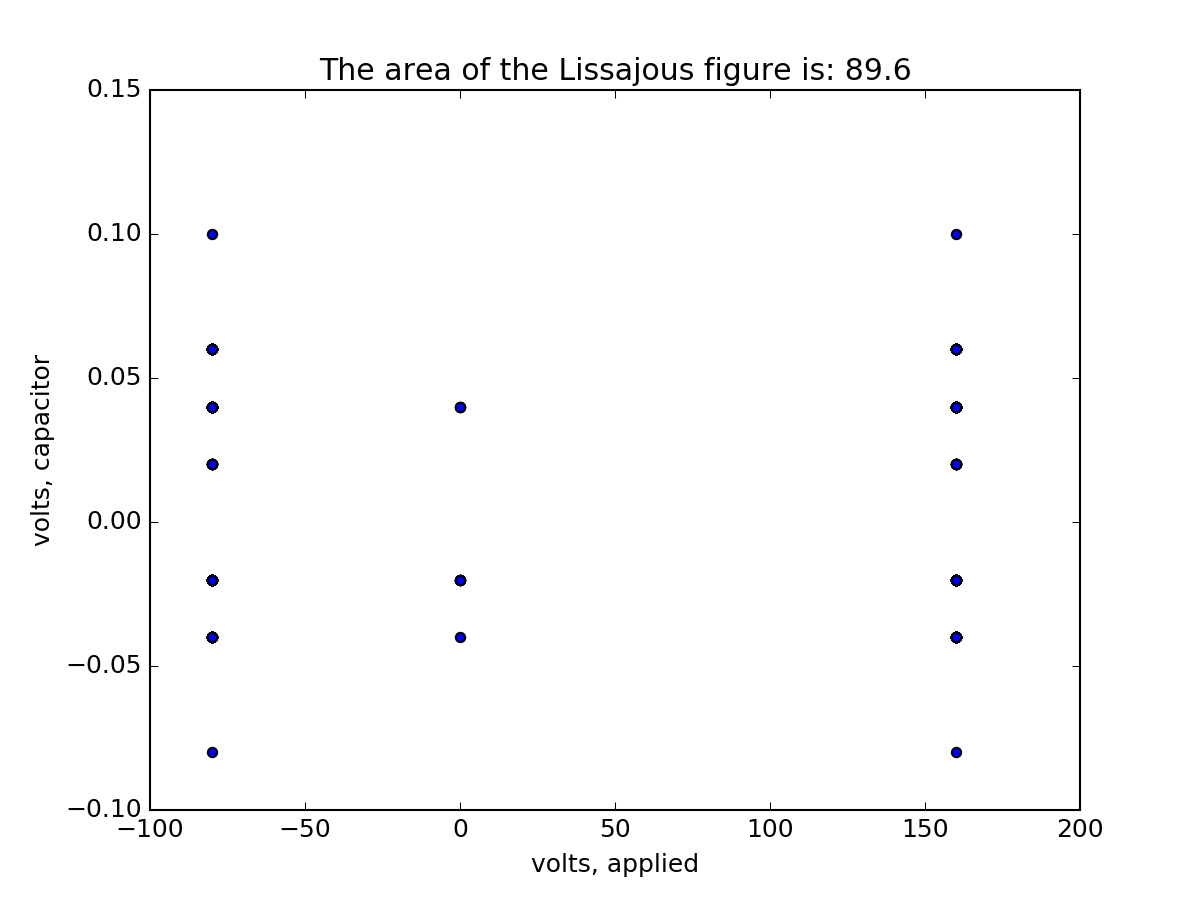 The area of the Lissajous figure is: 89.6
0.15
0.10
0.05
0.00
−0.05
−0.10
volts, capacitor
−100 −50 0 50 100 150 200
volts, applied